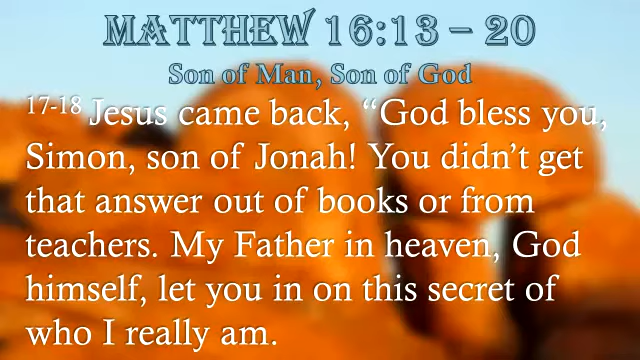 MATTHEW 16:13 – 20
Son of Man, Son of God
17-18 Jesus came back, “God bless you,
Simon, son of Jonah! You didn’t get
that answer out of books or from
teachers. My Father in heaven, God
himself, let you in on this secret of
who I really am.